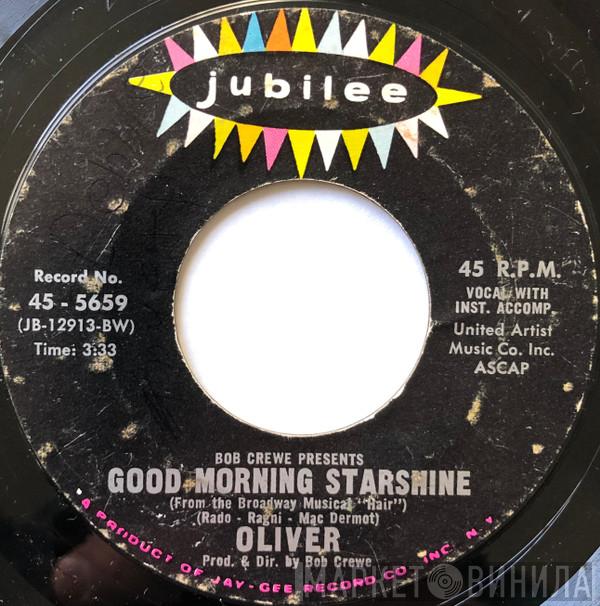 jubilee
Record No.
45 - 5659
(JB-12913-BW)
Time: 3:33
45 R.P.M.
VOCAL WITH
INST. ACCOMP.
United Artist
Music Co. Inc.
ASCAP
BOB CREWE PRESENTS
GOOD MORNING STARSHINE
(From the Broadway Musical "Hair")
(Rado - Ragni - Mac Dermot)
OLIVER
Prod. & Dir. by Bob Crewe
A PRODUCT OF JAY-GEE RECORD CO., INC. N.Y.
МАРКЕТ ВИНИЛА